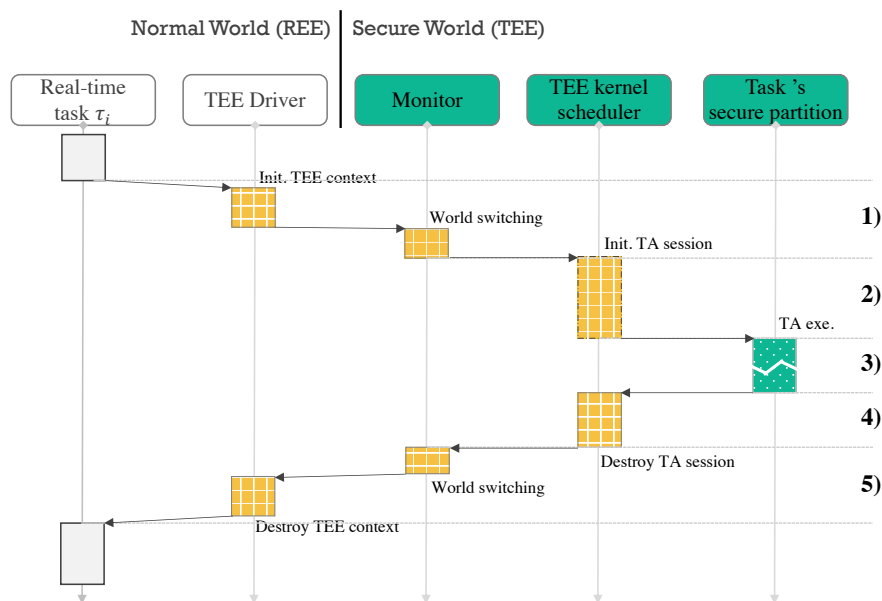 Normal World (REE)
Secure World (TEE)
Real-time
task τᵢ
TEE Driver
Monitor
TEE kernel
scheduler
Task 's
secure partition
Init. TEE context
1)
World switching
Init. TA session
2)
TA exe.
3)
4)
Destroy TA session
5)
World switching
Destroy TEE context